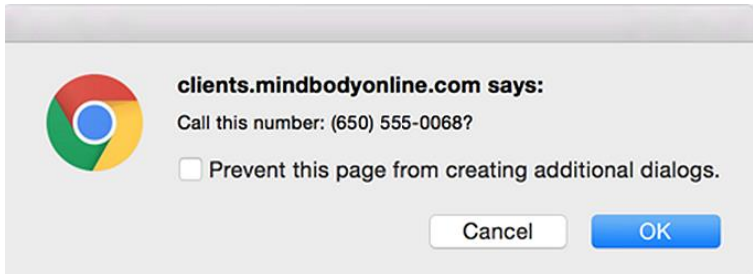 clients.mindbodyonline.com says:
Call this number: (650) 555-0068?
Prevent this page from creating additional dialogs.
Cancel
OK